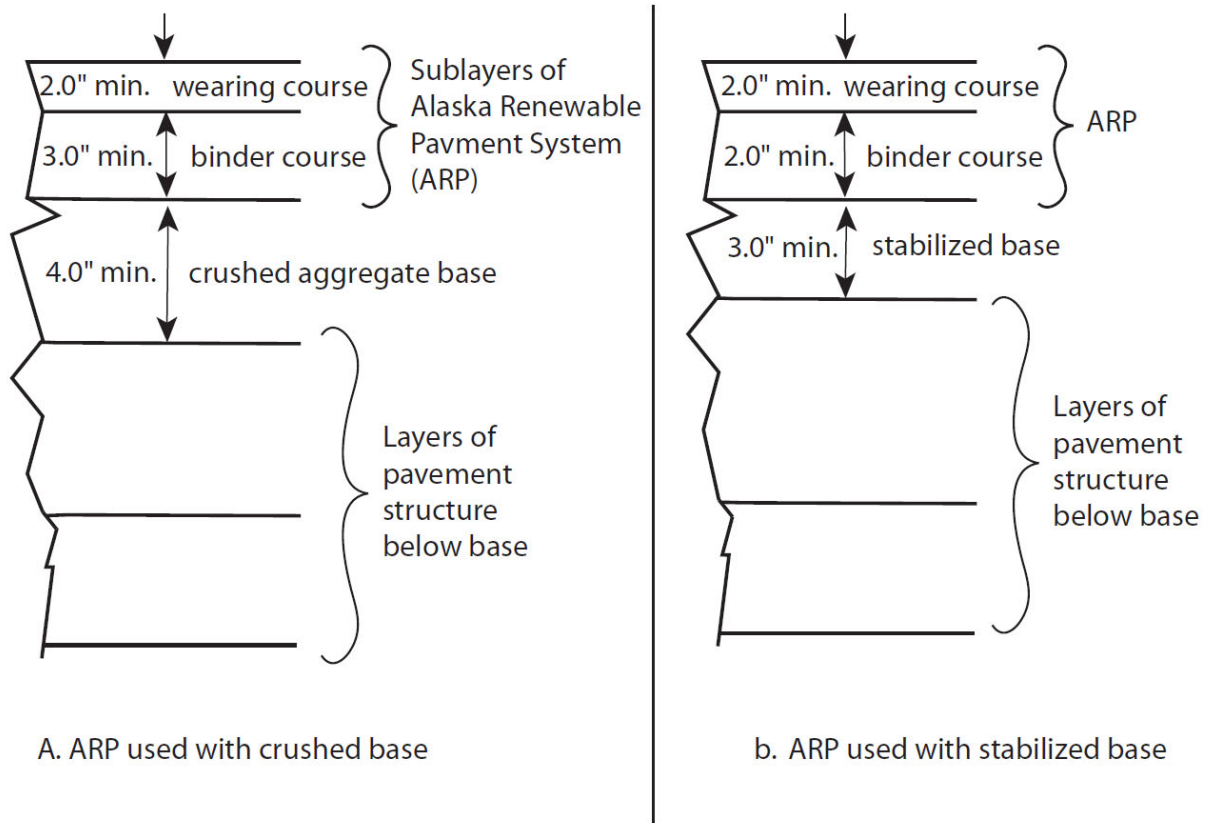 2.0" min. wearing course
3.0" min. binder course
Sublayers of
Alaska Renewable
Pavment System
(ARP)
4.0" min. crushed aggregate base
Layers of
pavement
structure
below base
A. ARP used with crushed base
2.0" min. wearing course
2.0" min. binder course
ARP
3.0" min. stabilized base
Layers of
pavement
structure
below base
b. ARP used with stabilized base